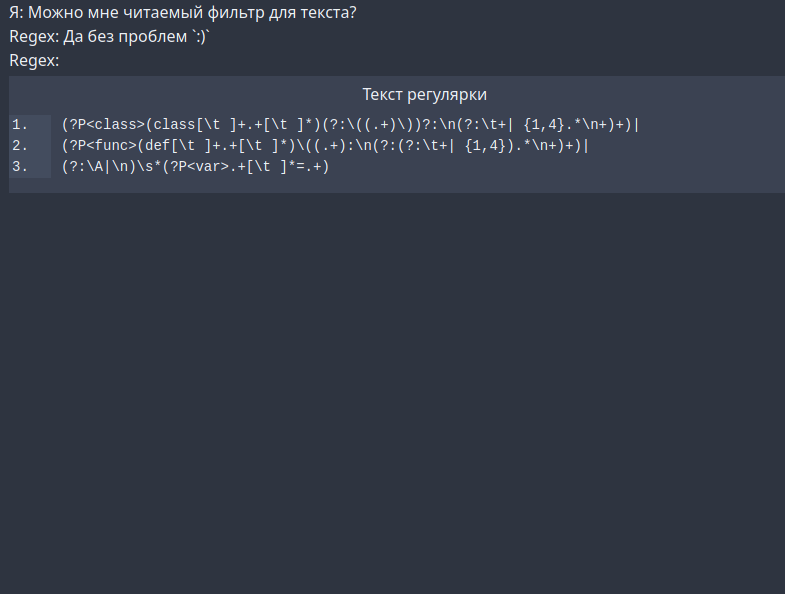 Я: Можно мне читаемый фильтр для текста?
Regex: Да без проблем `:)`
Regex:
Текст регулярки
1. (?P<class>(class[\t ]+.+[\t ]*)(?:\((.+)\))?:\n(?:\t+| {1,4}.*\n+)+)|
2. (?P<func>(def[\t ]+.+[\t ]*)\((.+):\n(?:(?:\t+| {1,4}).*\n+)+)|
3. (?:\A|\n)\s*(?P<var>.+[\t ]*=.+)